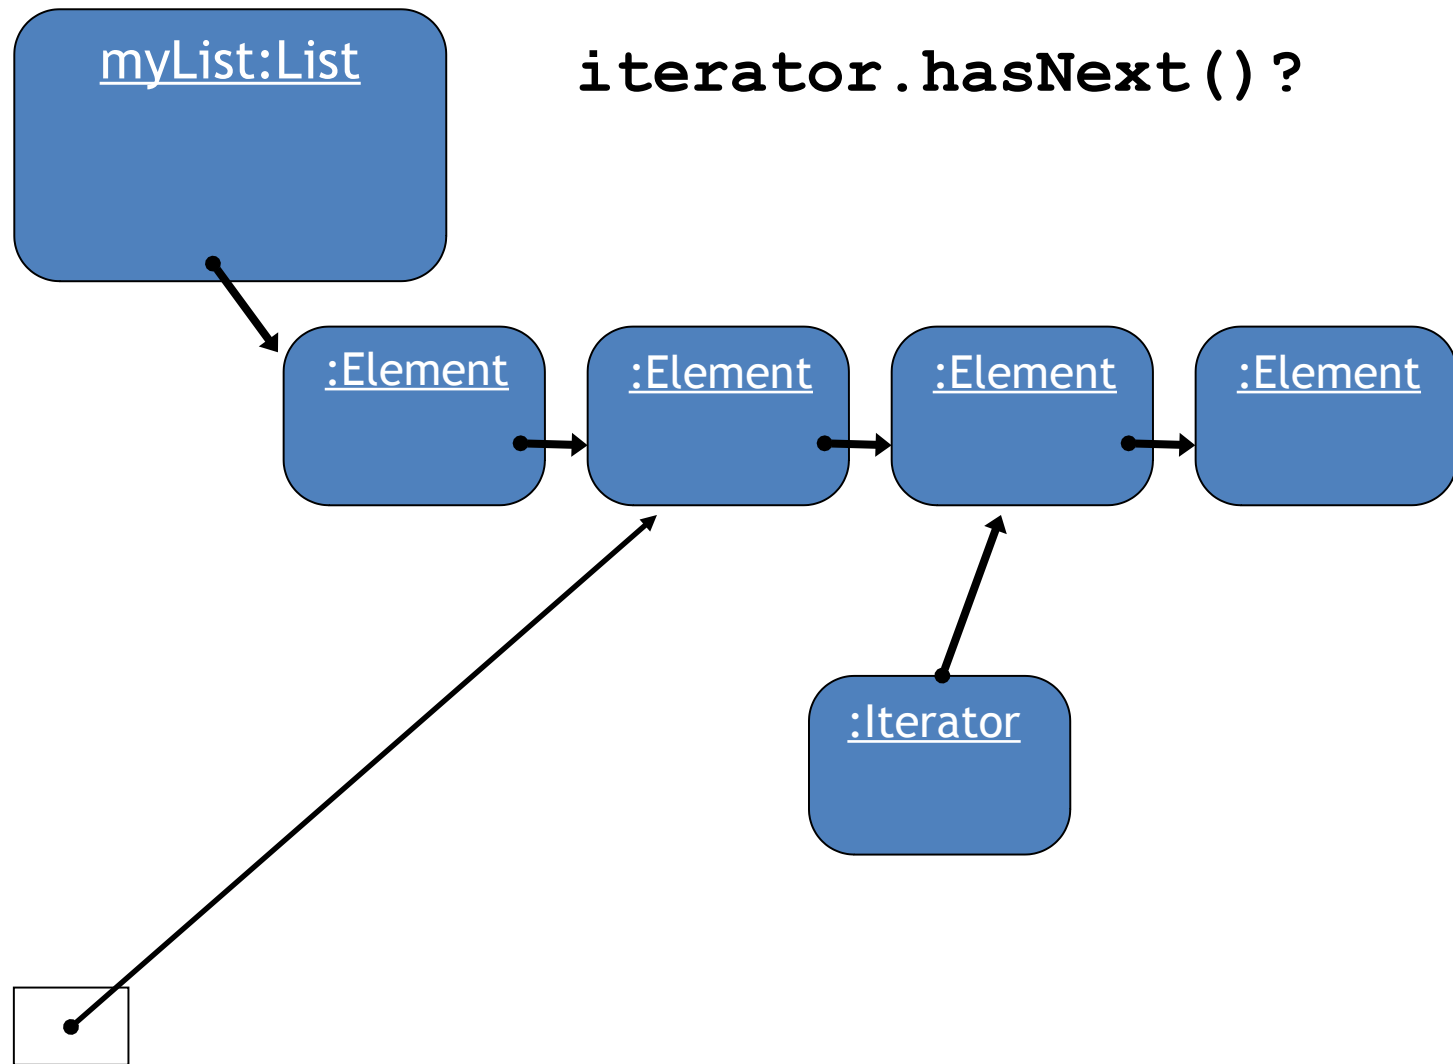 myList:List
iterator.hasNext()?
:Element
:Element
:Element
:Element
:Iterator